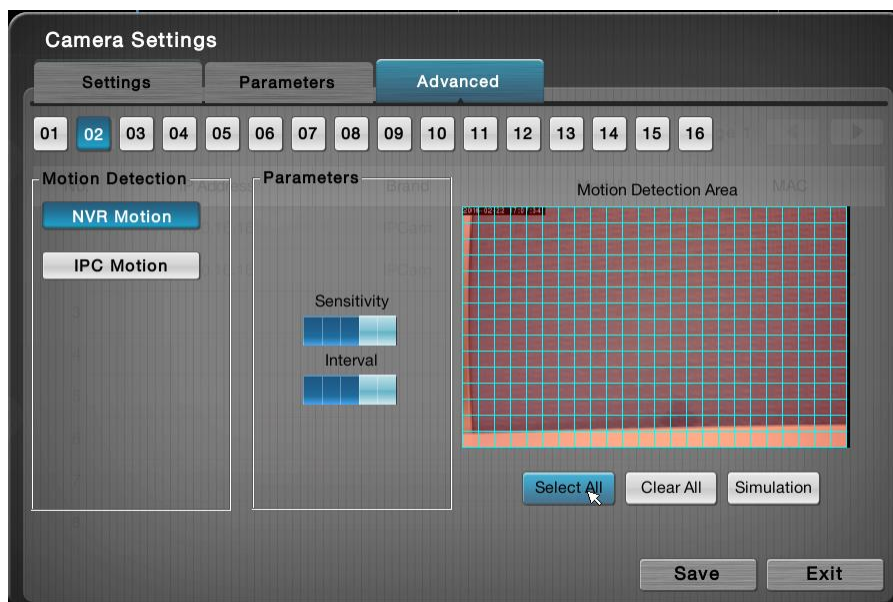 Camera Settings
Settings Parameters Advanced
01 02 03 04 05 06 07 08 09 10 11 12 13 14 15 16
Motion Detection Parameters
Brand
MAC
Motion Detection Area
NVR Motion
IPC Motion
Sensitivity
Interval
Select All Clear All Simulation
Save Exit